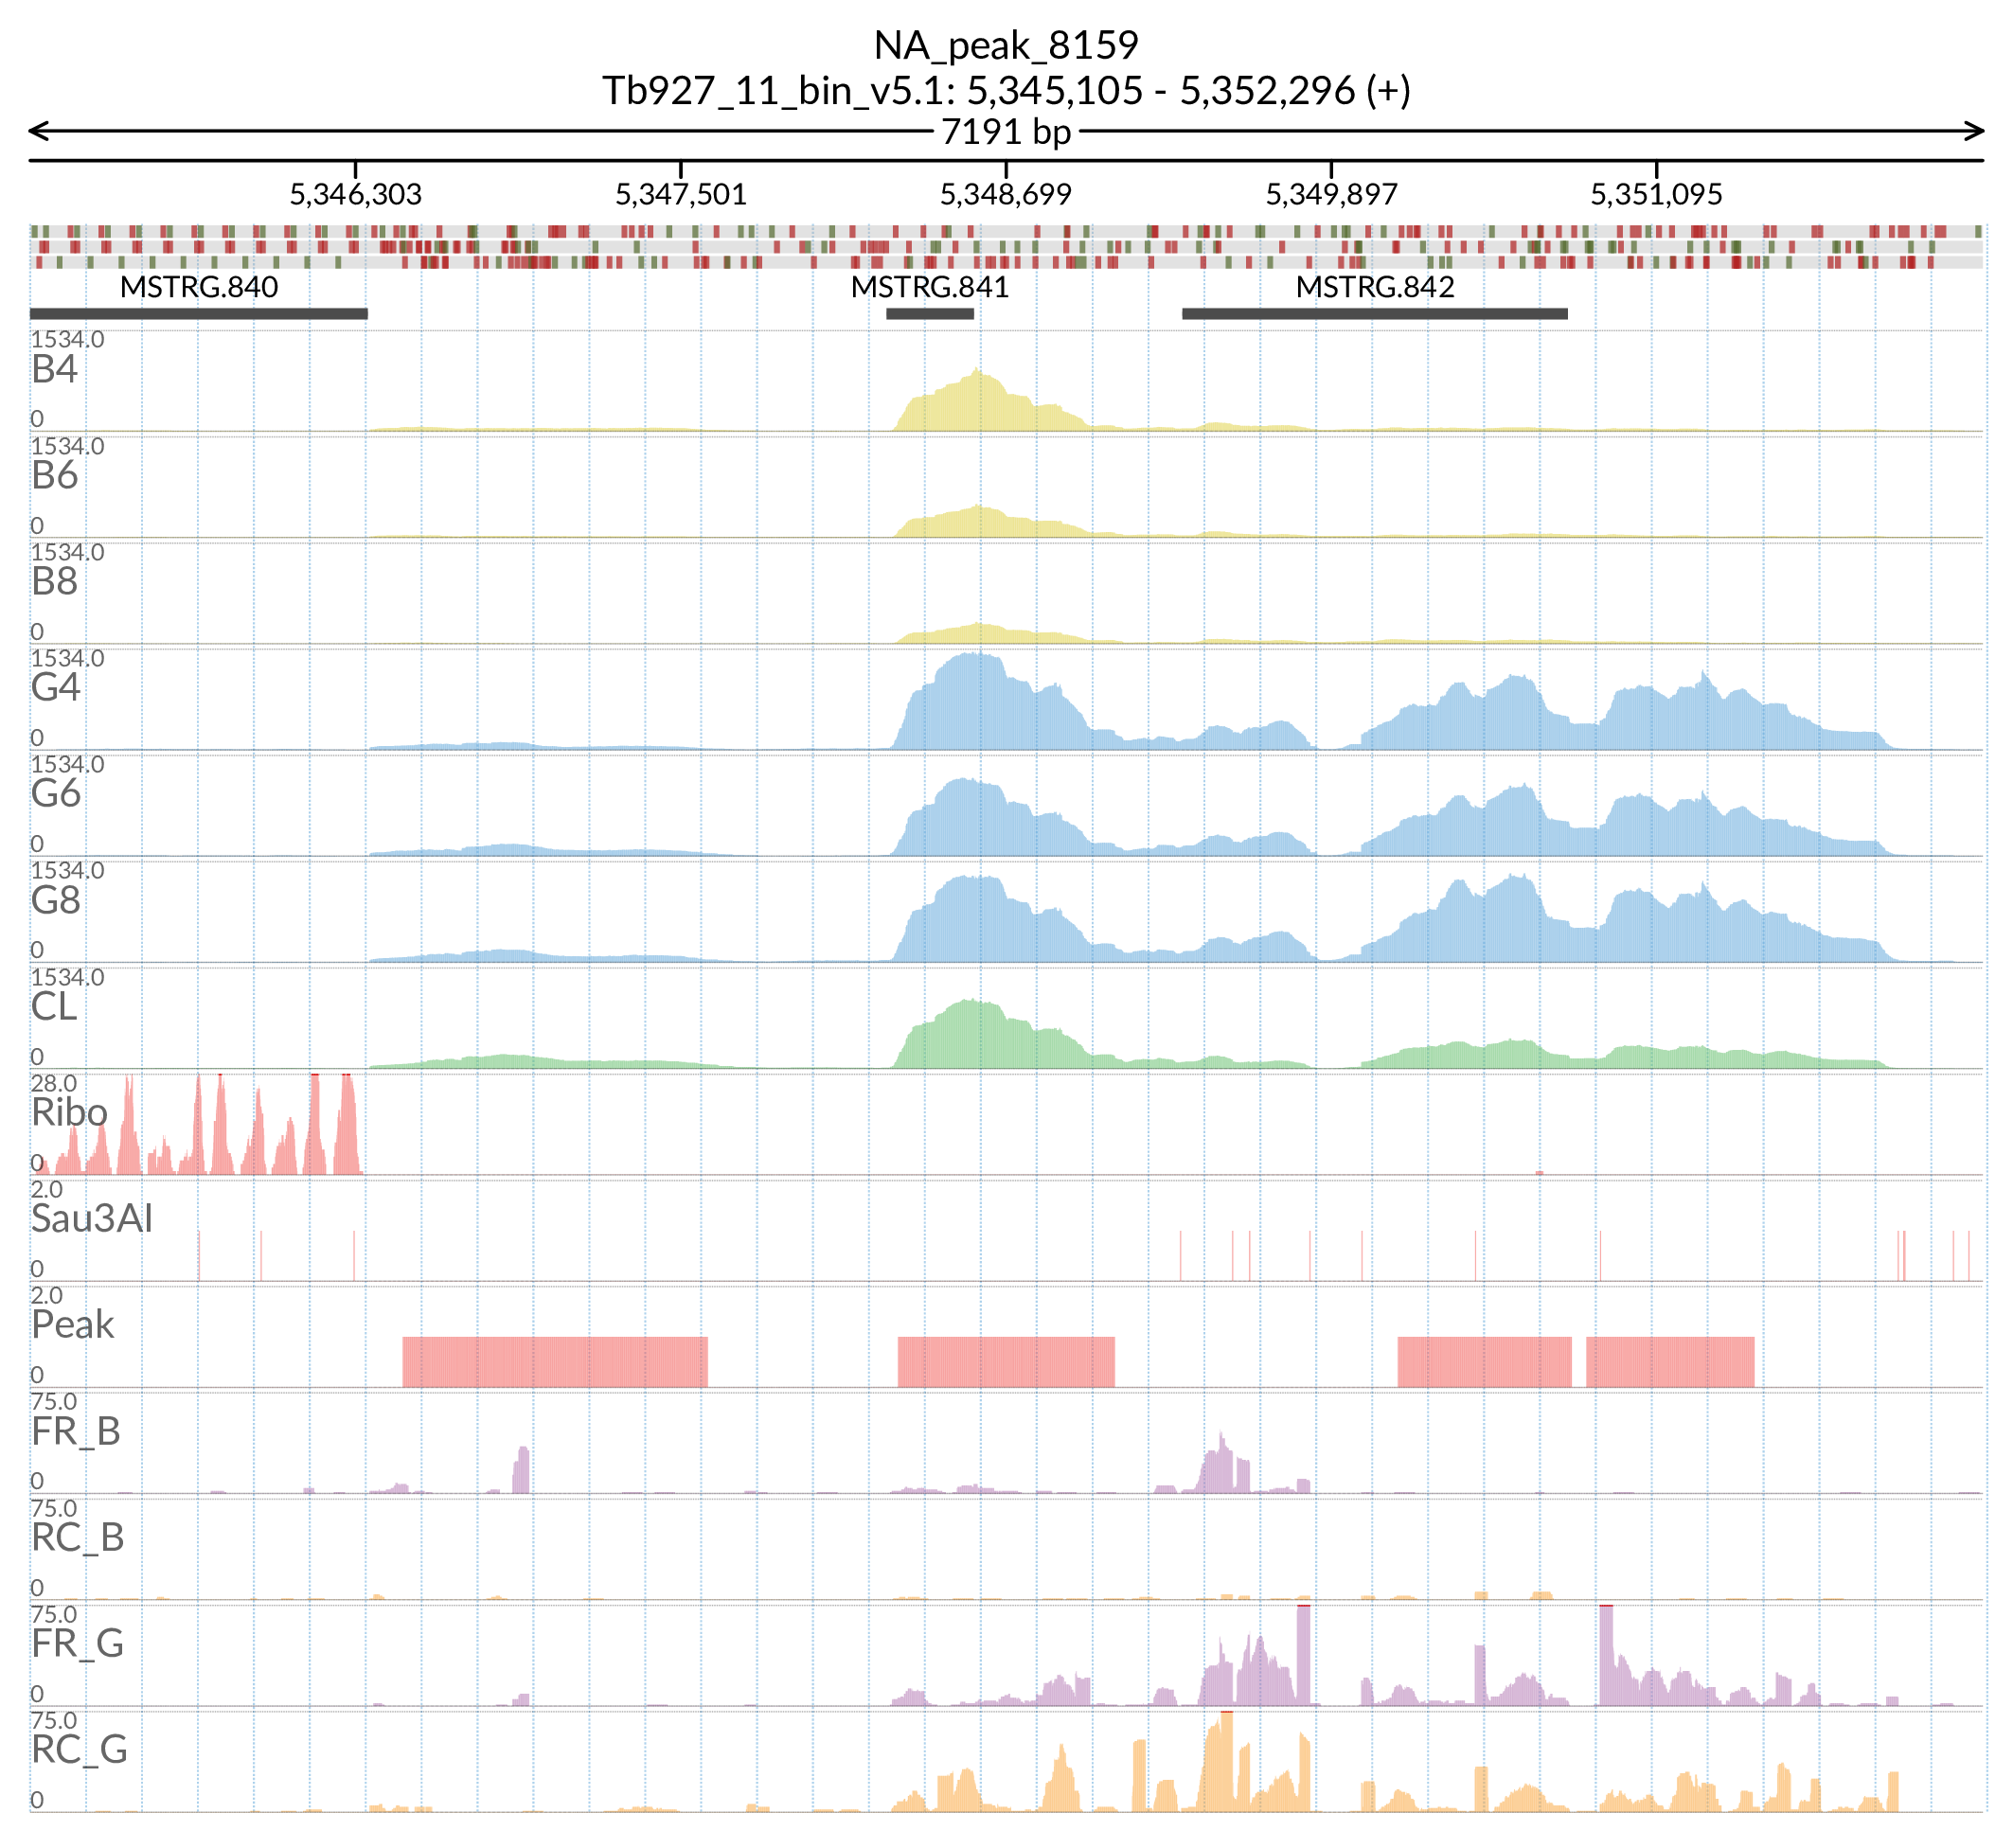 NA_peak_8159
Tb927_11_bin_v5.1: 5,345,105 - 5,352,296 (+)
7191 bp
5,346,303 5,347,501 5,348,699 5,349,897 5,351,095
MSTRG.840 MSTRG.841 MSTRG.842
1534.0
B4
0
1534.0
B6
0
1534.0
B8
0
1534.0
G4
0
1534.0
G6
0
1534.0
G8
0
1534.0
CL
0
28.0
Ribo
0
2.0
Sau3AI
0
2.0
Peak
0
75.0
FR_B
0
75.0
RC_B
0
75.0
FR_G
0
75.0
RC_G
0